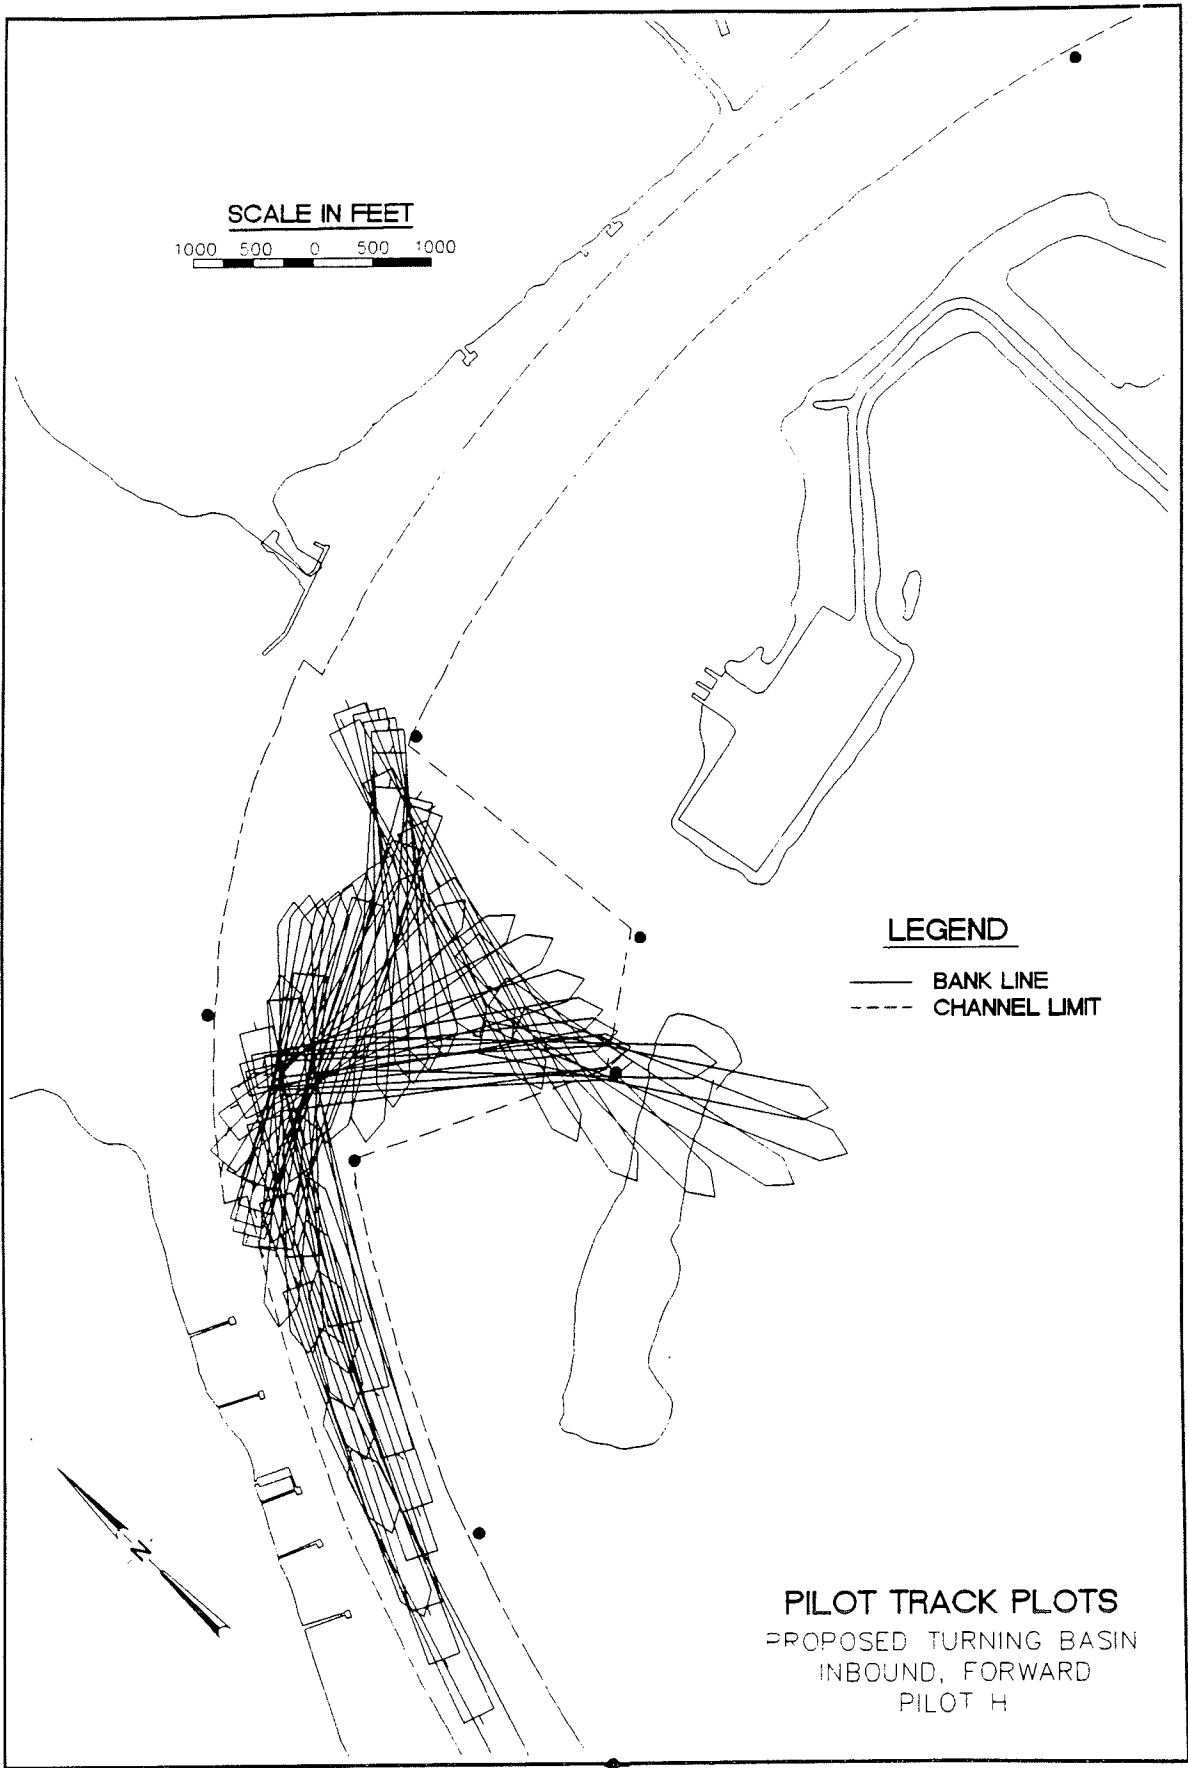 SCALE IN FEET
1000 500 0 500 1000
LEGEND
BANK LINE
CHANNEL LIMIT
N
PILOT TRACK PLOTS
PROPOSED TURNING BASIN
INBOUND, FORWARD
PILOT H